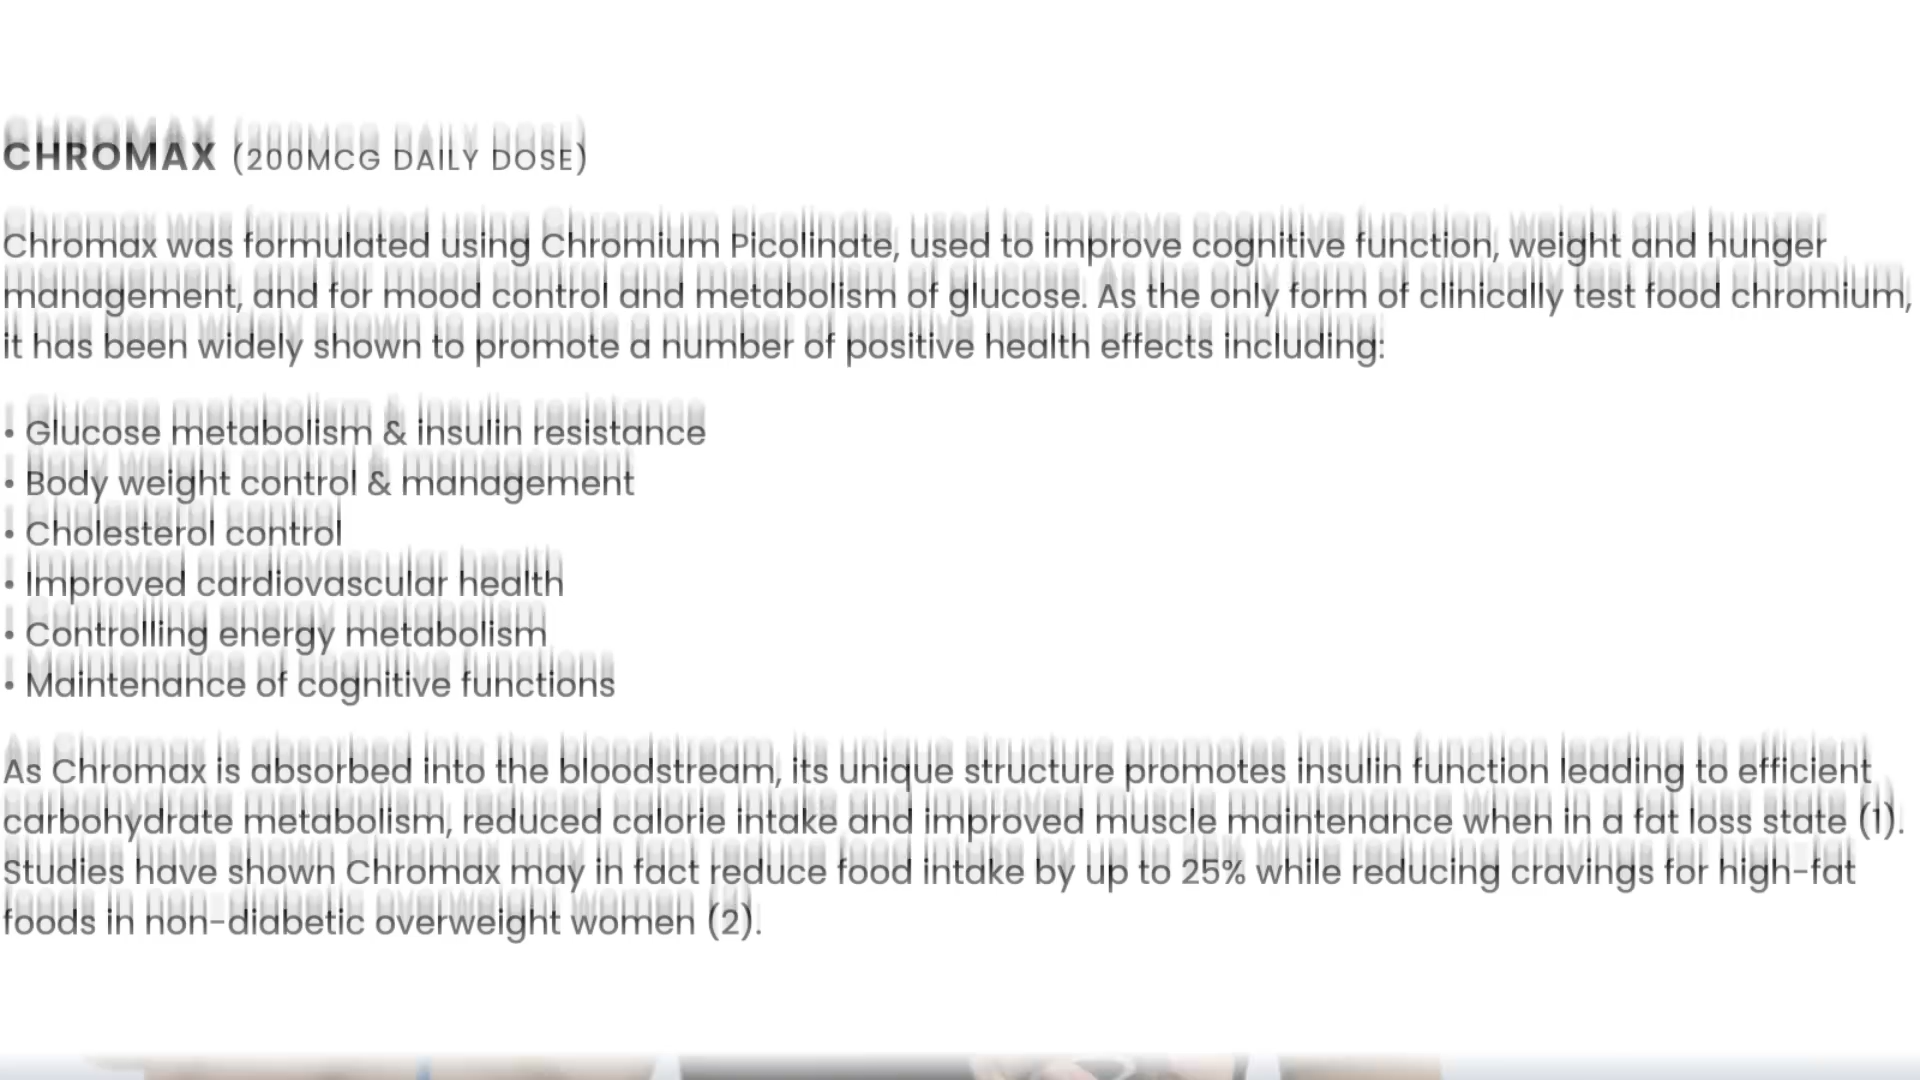 CHROMAX (200MCG DAILY DOSE)
Chromax was formulated using Chromium Picolinate, used to improve cognitive function, weight and hunger
management, and for mood control and metabolism of glucose. As the only form of clinically test food chromium,
it has been widely shown to promote a number of positive health effects including:
• Glucose metabolism & insulin resistance
• Body weight control & management
• Cholesterol control
• Improved cardiovascular health
• Controlling energy metabolism
• Maintenance of cognitive functions
As Chromax is absorbed into the bloodstream, its unique structure promotes insulin function leading to efficient
carbohydrate metabolism, reduced calorie intake and improved muscle maintenance when in a fat loss state (1).
Studies have shown Chromax may in fact reduce food intake by up to 25% while reducing cravings for high-fat
foods in non-diabetic overweight women (2).